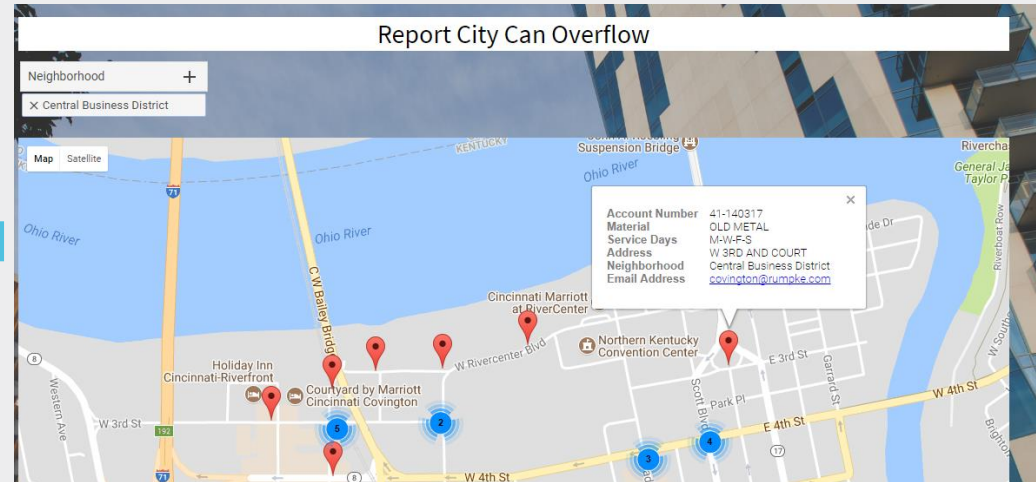 Report City Can Overflow
Neighborhood +
× Central Business District
Map Satellite
KENTUCKY
Suspension Bridge
Ohio River
General Ja
Taylor P
71
Account Number 41-140317
Material OLD METAL
Service Days M-W-F-S
Address W 3RD AND COURT
Neighborhood Central Business District
Email Address covington@rumpke.com
ide Dr
Riverboat Row
Ohio River
Ohio River
C W Bailey Bridge
Cincinnati Marriott
at RiverCenter
Northern Kentucky
Convention Center
W Rivercenter Blvd
8
Holiday Inn
Cincinnati-Riverfront
Courtyard by Marriott
Cincinnati Covington
E 3rd St
Garrard St
W 4th St
Western Ave
Scott Blvd
Park Pl
W 3rd St
192
5
2
4
3
E 4th St
17
71
8
W 4th St